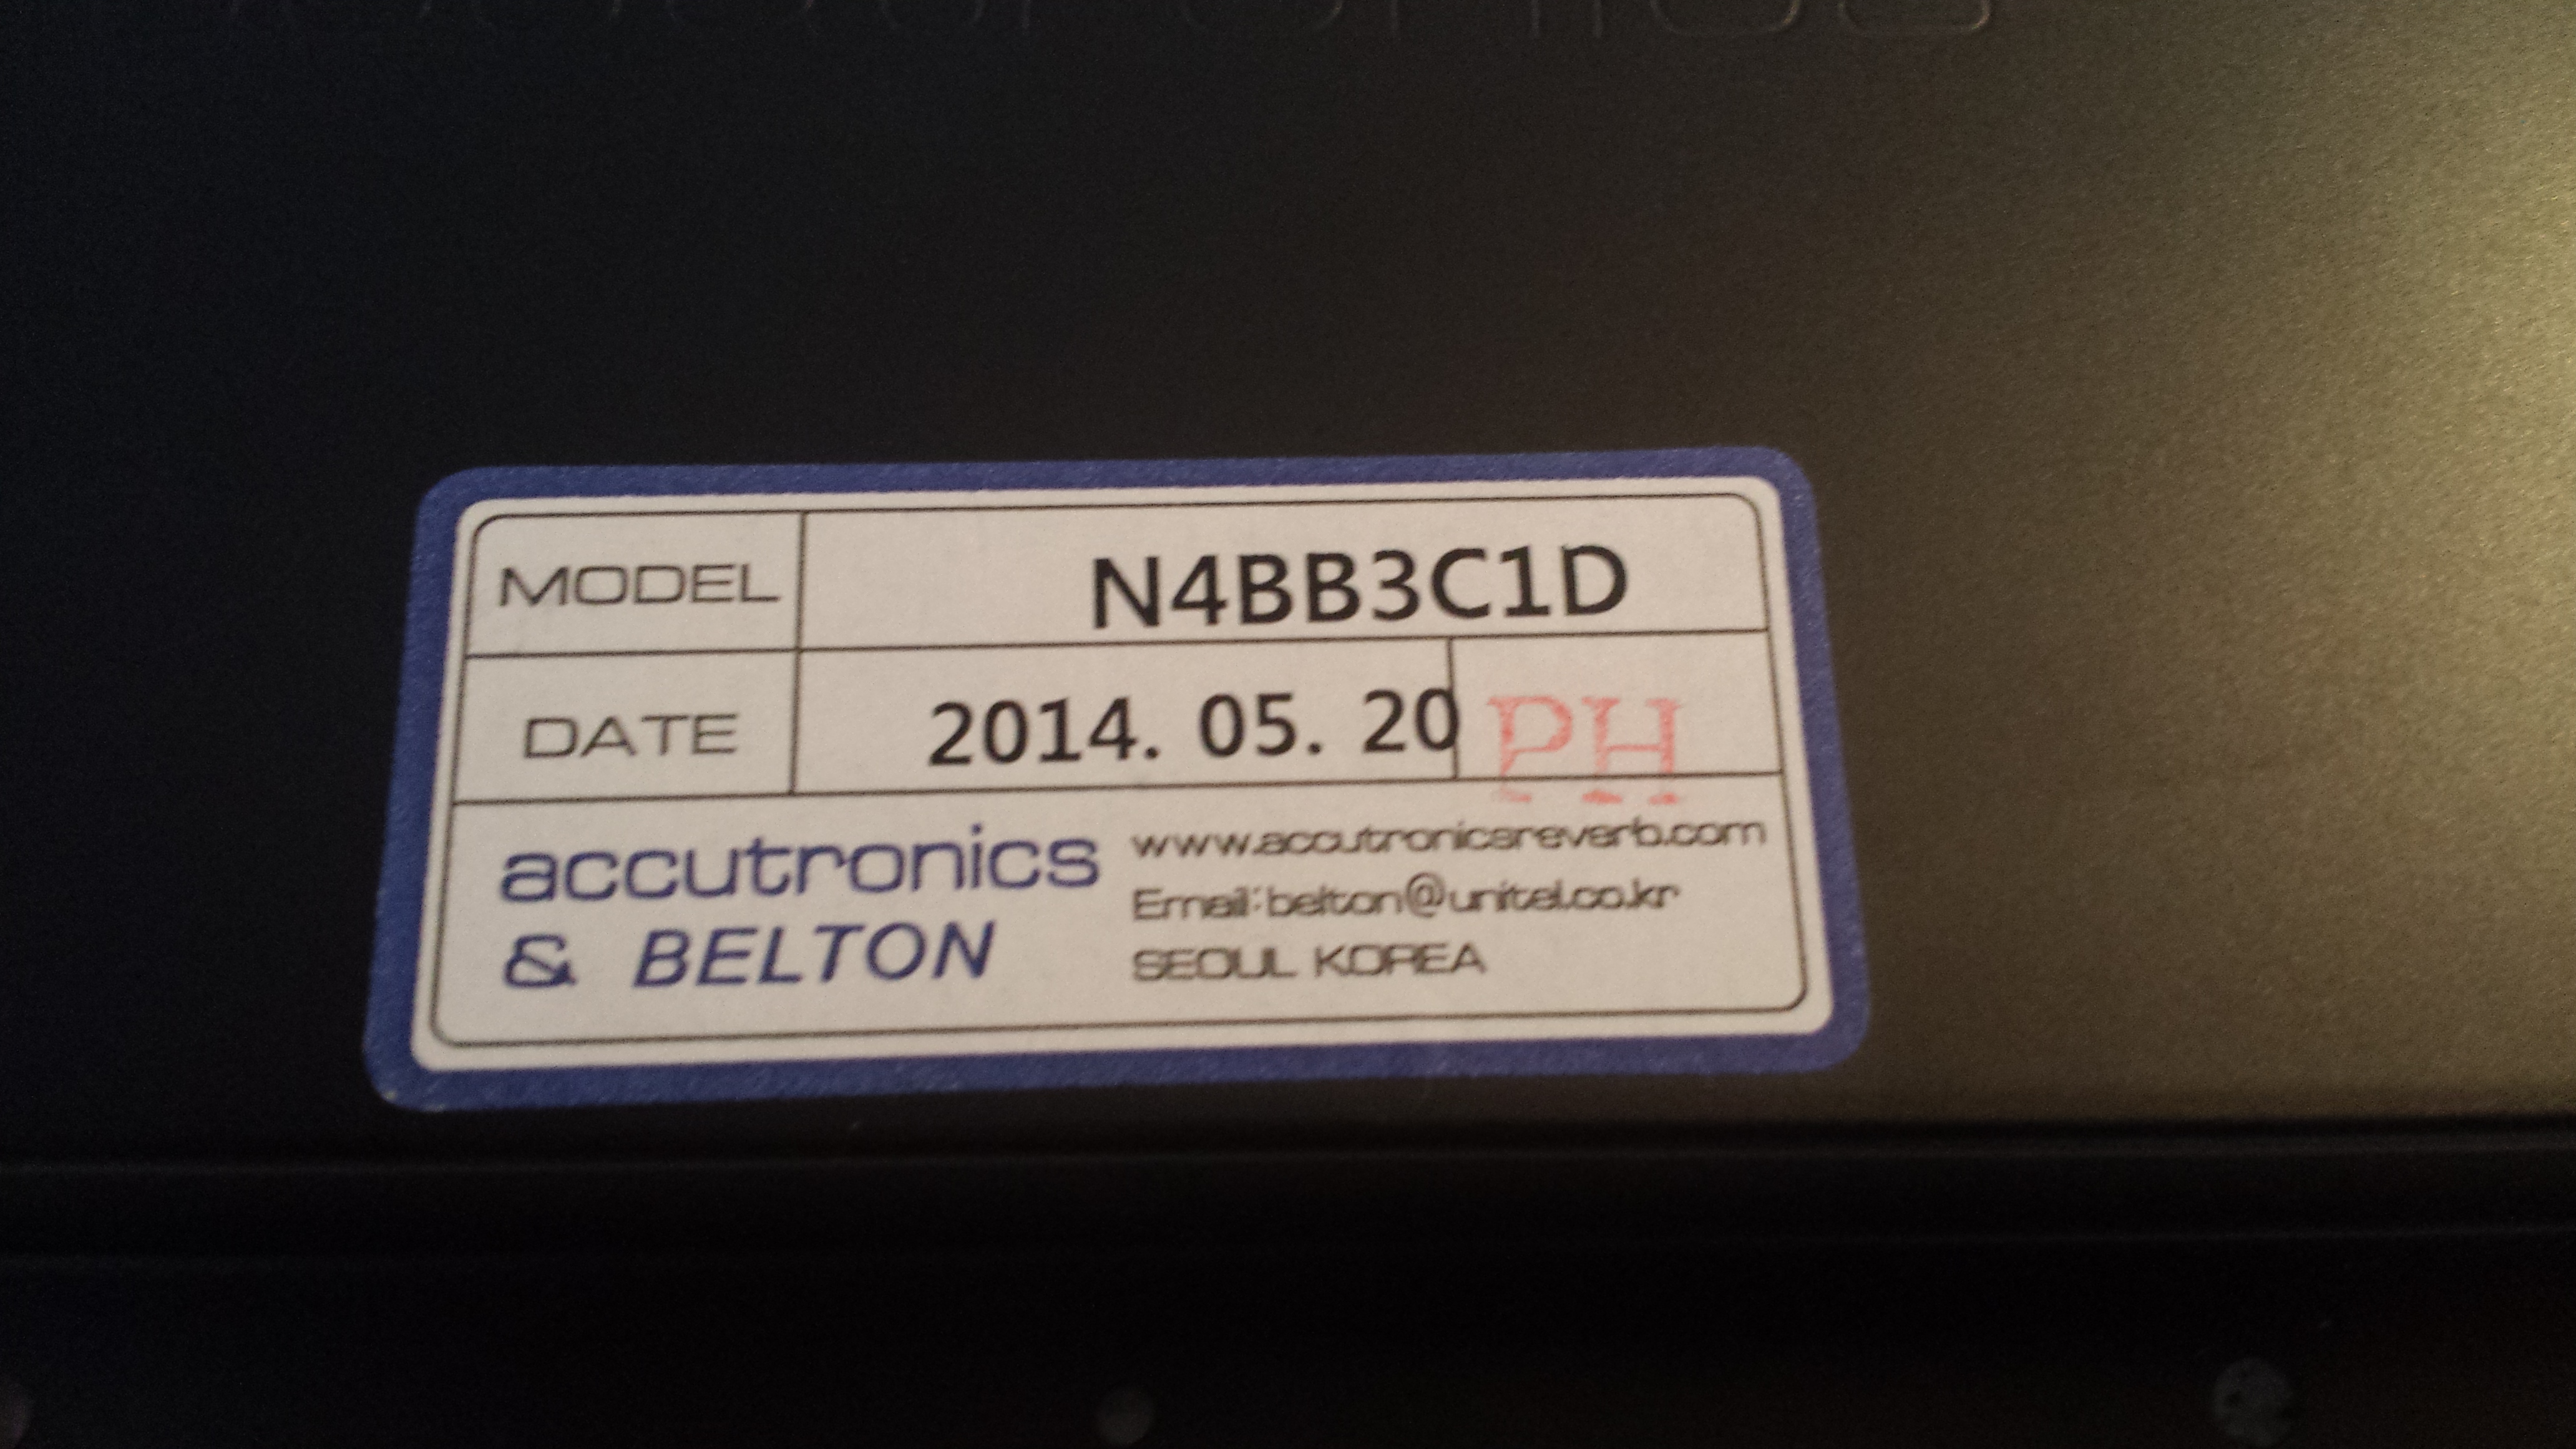 MODEL N4BB3C1D
DATE 2014. 05. 20 PH
accutronics
& BELTON
www.accutronicsreverb.com
Email:belton@unitel.co.kr
SEOUL KOREA